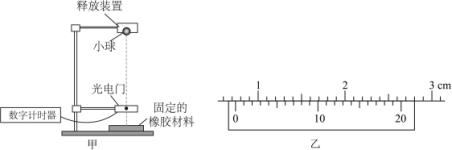 释放装置
小球
光电门
数字计时器
固定的
橡胶材料
甲
1 2 3 cm
0 10 20
乙